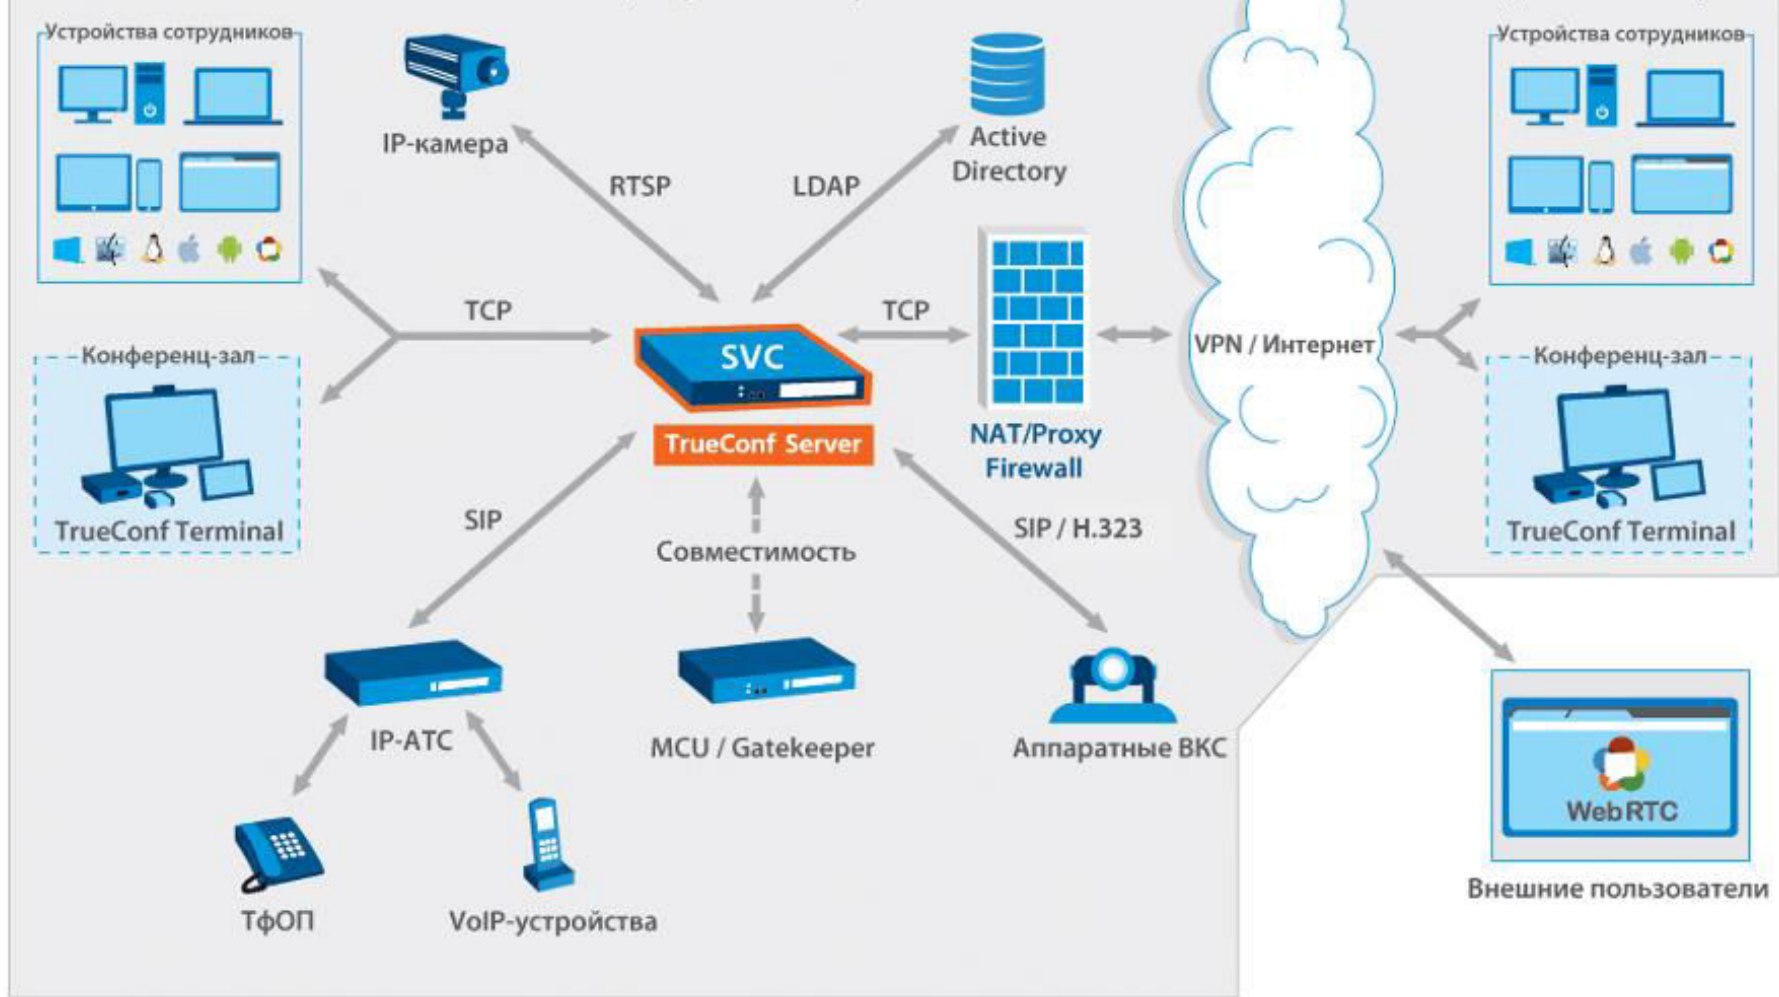 Устройства сотрудников
Устройства сотрудников
IP-камера
Active
Directory
RTSP
LDAP
TCP
TCP
SVC
VPN / Интернет
Конференц-зал
Конференц-зал
TrueConf Server
NAT/Proxy
Firewall
TrueConf Terminal
SIP
SIP / H.323
TrueConf Terminal
Совместимость
IP-АТС
MCU / Gatekeeper
Аппаратные ВКС
WebRTC
Внешние пользователи
ТфОП
VoIP-устройства